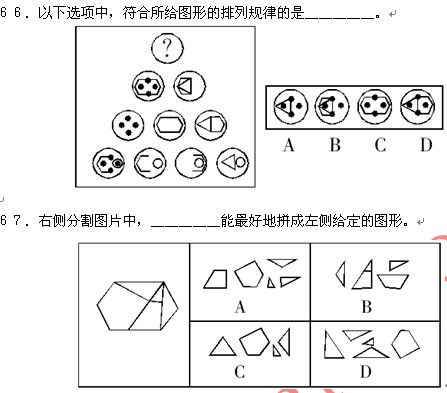 66．以下选项中，符合所给图形的排列规律的是________。
?
A B C D
67．右侧分割图片中，_________能最好地拼成左侧给定的图形。
A B
C D